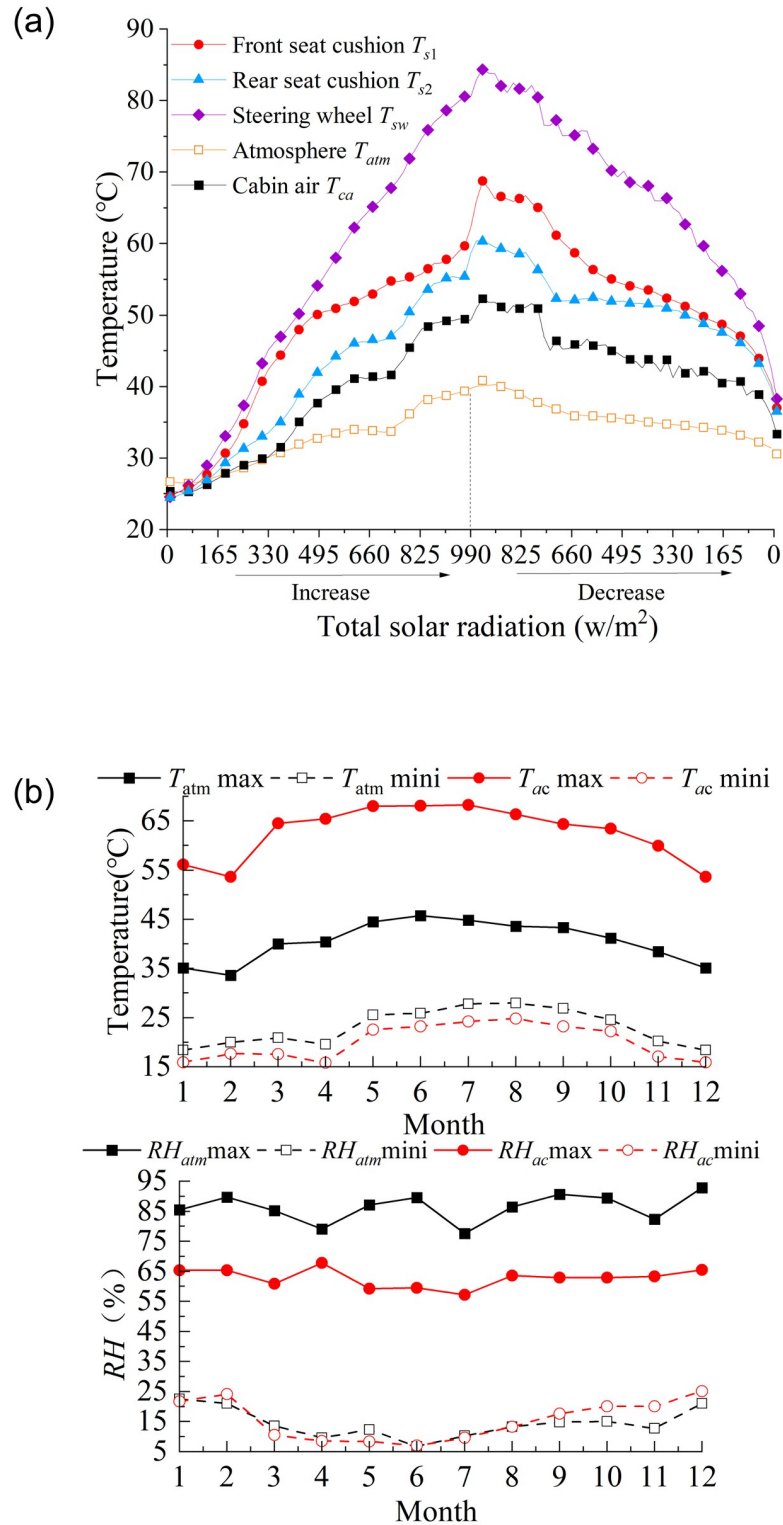 (a)
90
80
70
60
50
40
30
20
Temperature (°C)
Front seat cushion Ts1
Rear seat cushion Ts2
Steering wheel Tsw
Atmosphere Tatm
Cabin air Tca
0 165 330 495 660 825 990 825 660 495 330 165 0
Increase Decrease
Total solar radiation (w/m²)
(b)
Tatm max Tatm mini Tac max Tac mini
65
55
45
35
25
15
Temperature(°C)
1 2 3 4 5 6 7 8 9 10 11 12
Month
RHatm max RHatm mini RHac max RHac mini
95
85
75
65
55
45
35
25
15
5
RH (%)
1 2 3 4 5 6 7 8 9 10 11 12
Month